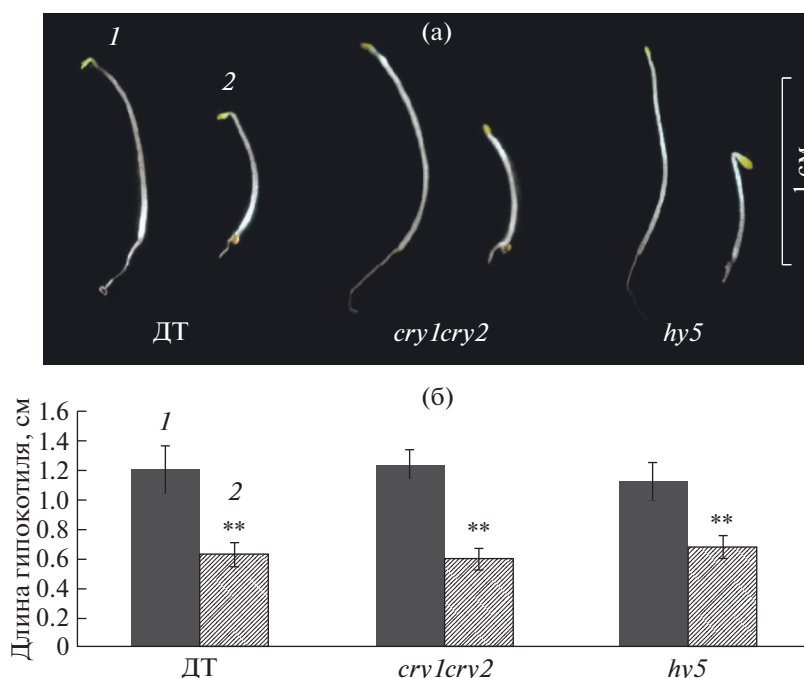 (а)
1
2
1 см
ДТ
cry1cry2
hy5
(б)
Длина гипокотиля, см
1.6
1.4
1.2
1.0
0.8
0.6
0.4
0.2
0
1
2
**
**
**
ДТ
cry1cry2
hy5